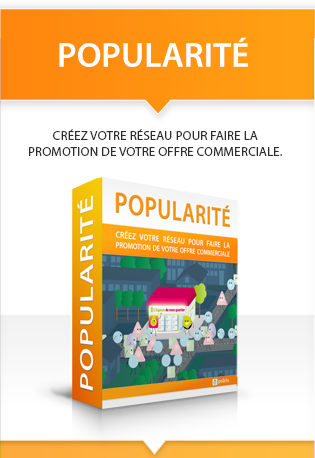 POPULARITÉ
CRÉEZ VOTRE RÉSEAU POUR FAIRE LA
PROMOTION DE VOTRE OFFRE COMMERCIALE.
POPULARITÉ
POPULARITÉ
CRÉEZ VOTRE RÉSEAU POUR FAIRE LA
PROMOTION DE VOTRE OFFRE COMMERCIALE